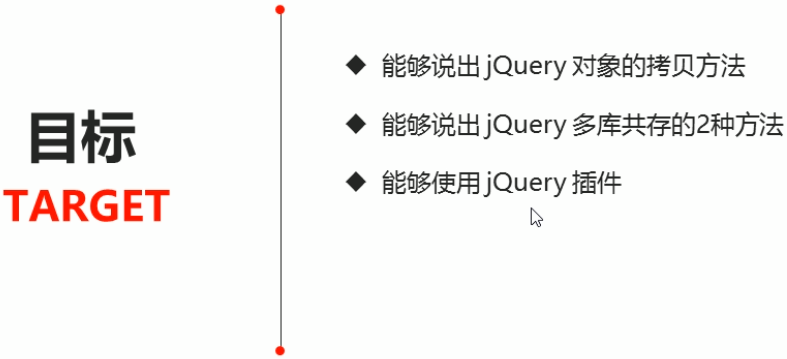 目标
TARGET
◆ 能够说出 jQuery 对象的拷贝方法
◆ 能够说出 jQuery 多库共存的2种方法
◆ 能够使用 jQuery 插件